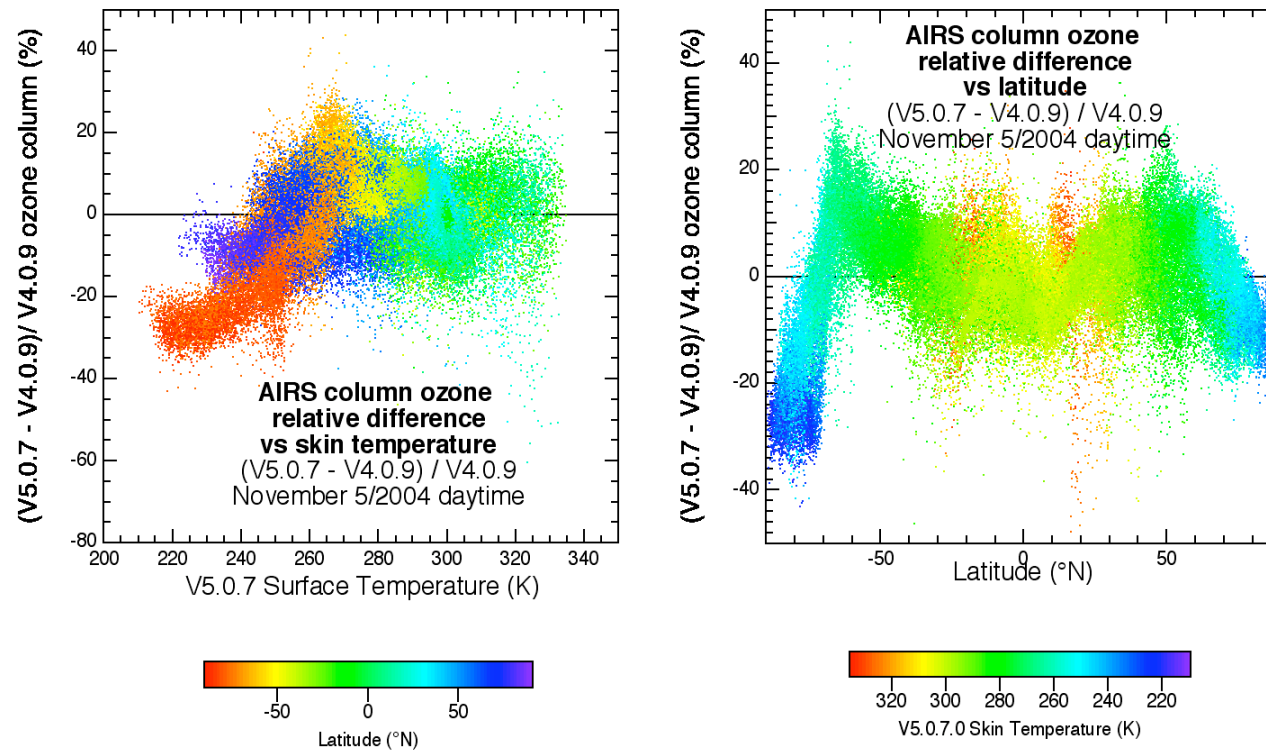 (V5.0.7 - V4.0.9)/ V4.0.9 ozone column (%)
40
20
0
-20
-40
-60
-80
AIRS column ozone
relative difference
vs skin temperature
(V5.0.7 - V4.0.9) / V4.0.9
November 5/2004 daytime
200 220 240 260 280 300 320 340
V5.0.7 Surface Temperature (K)
-50 0 50
Latitude (°N)
(V5.0.7 - V4.0.9)/ V4.0.9 ozone column (%)
40
20
0
-20
-40
AIRS column ozone
relative difference
vs latitude
(V5.0.7 - V4.0.9) / V4.0.9
November 5/2004 daytime
-50 0 50
Latitude (°N)
320 300 280 260 240 220
V5.0.7.0 Skin Temperature (K)